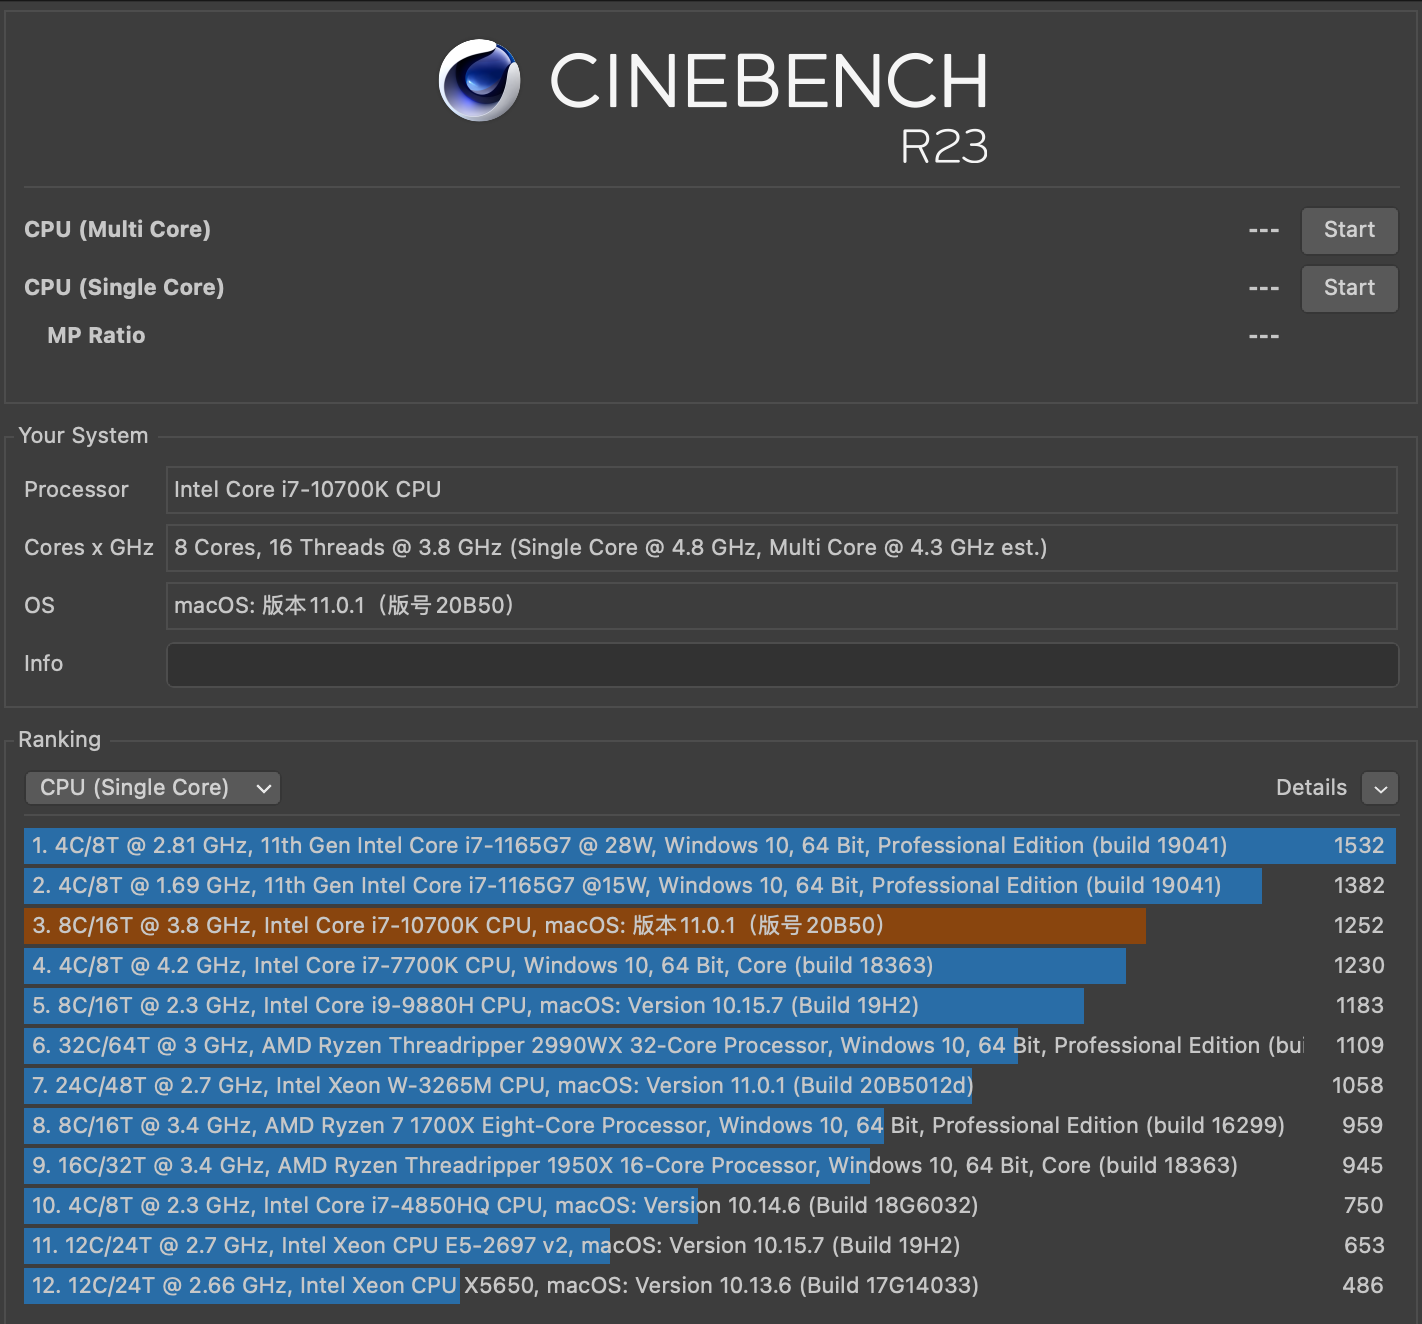 CINEBENCH
R23
CPU (Multi Core) --- Start
CPU (Single Core) --- Start
MP Ratio ---
Your System
Processor Intel Core i7-10700K CPU
Cores x GHz 8 Cores, 16 Threads @ 3.8 GHz (Single Core @ 4.8 GHz, Multi Core @ 4.3 GHz est.)
OS macOS: 版本11.0.1（版号20B50）
Info
Ranking
CPU (Single Core) Details
1. 4C/8T @ 2.81 GHz, 11th Gen Intel Core i7-1165G7 @ 28W, Windows 10, 64 Bit, Professional Edition (build 19041) 1532
2. 4C/8T @ 1.69 GHz, 11th Gen Intel Core i7-1165G7 @15W, Windows 10, 64 Bit, Professional Edition (build 19041) 1382
3. 8C/16T @ 3.8 GHz, Intel Core i7-10700K CPU, macOS: 版本11.0.1（版号20B50） 1252
4. 4C/8T @ 4.2 GHz, Intel Core i7-7700K CPU, Windows 10, 64 Bit, Core (build 18363) 1230
5. 8C/16T @ 2.3 GHz, Intel Core i9-9880H CPU, macOS: Version 10.15.7 (Build 19H2) 1183
6. 32C/64T @ 3 GHz, AMD Ryzen Threadripper 2990WX 32-Core Processor, Windows 10, 64 Bit, Professional Edition (bui 1109
7. 24C/48T @ 2.7 GHz, Intel Xeon W-3265M CPU, macOS: Version 11.0.1 (Build 20B5012d) 1058
8. 8C/16T @ 3.4 GHz, AMD Ryzen 7 1700X Eight-Core Processor, Windows 10, 64 Bit, Professional Edition (build 16299) 959
9. 16C/32T @ 3.4 GHz, AMD Ryzen Threadripper 1950X 16-Core Processor, Windows 10, 64 Bit, Core (build 18363) 945
10. 4C/8T @ 2.3 GHz, Intel Core i7-4850HQ CPU, macOS: Version 10.14.6 (Build 18G6032) 750
11. 12C/24T @ 2.7 GHz, Intel Xeon CPU E5-2697 v2, macOS: Version 10.15.7 (Build 19H2) 653
12. 12C/24T @ 2.66 GHz, Intel Xeon CPU X5650, macOS: Version 10.13.6 (Build 17G14033) 486